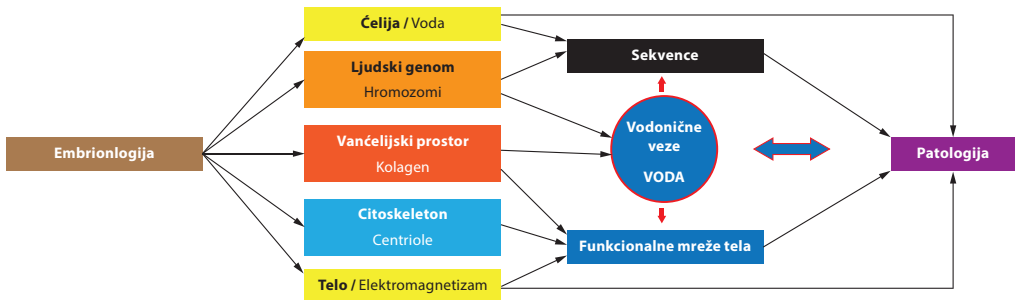 Embrionlogija
Ćelija / Voda
Ljudski genom
Hromozomi
Vanćelijski prostor
Kolagen
Citoskeleton
Centriole
Telo / Elektromagnetizam
Sekvence
Vodonične
veze
VODA
Funkcionalne mreže tela
Patologija